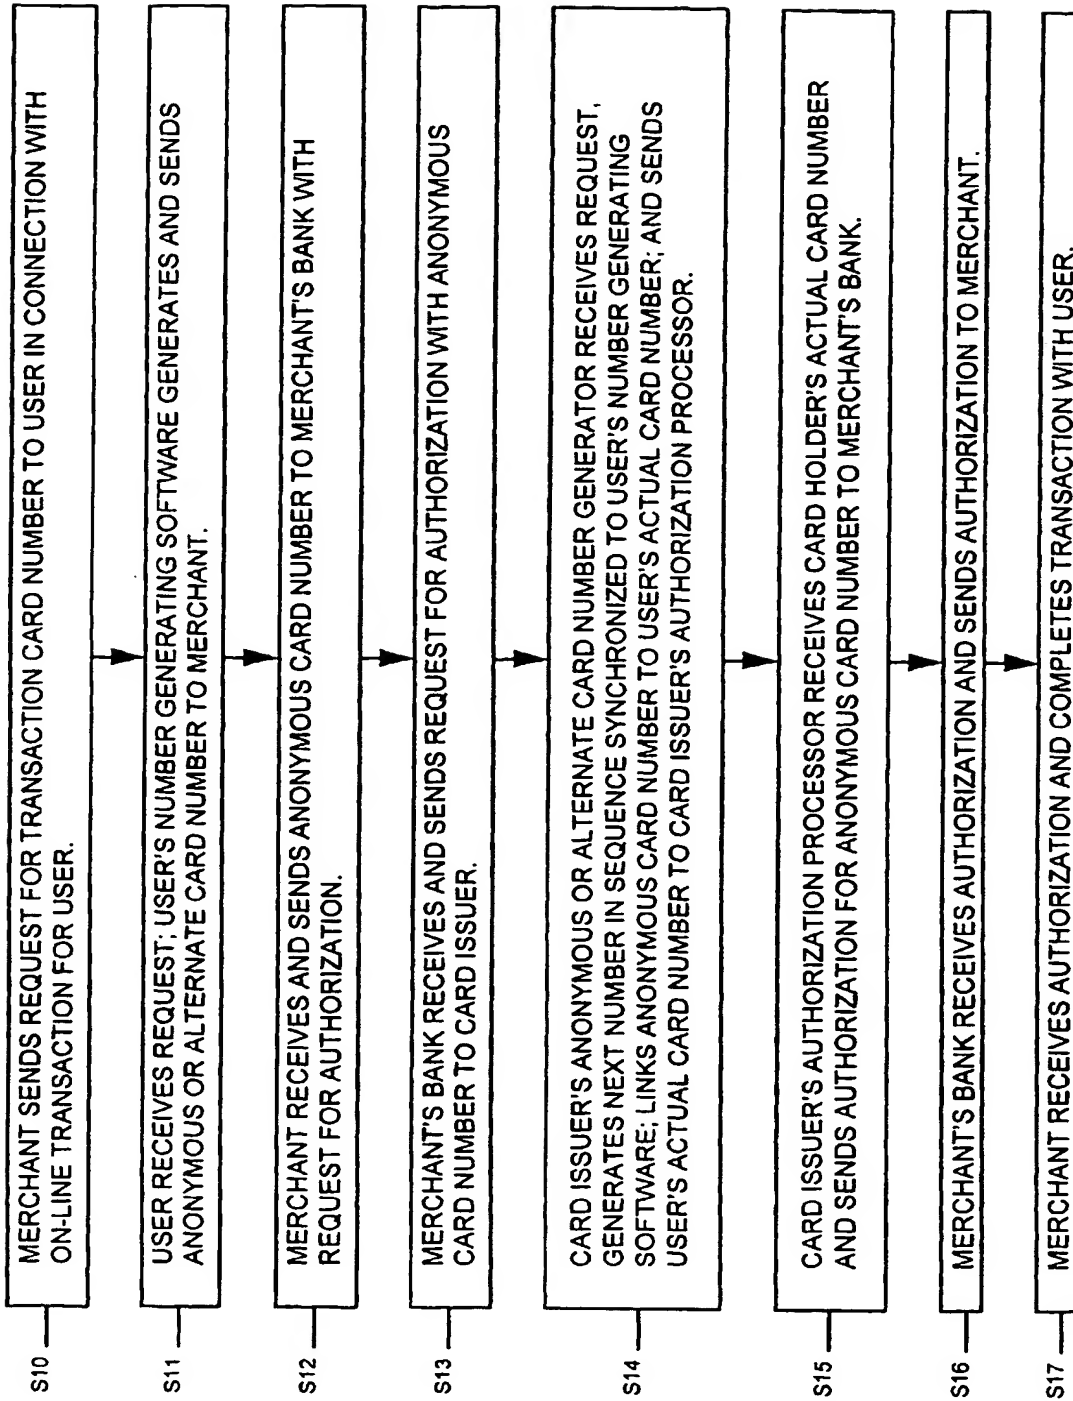 S10
MERCHANT SENDS REQUEST FOR TRANSACTION CARD NUMBER TO USER IN CONNECTION WITH
ON-LINE TRANSACTION FOR USER.
S11
USER RECEIVES REQUEST; USER'S NUMBER GENERATING SOFTWARE GENERATES AND SENDS
ANONYMOUS OR ALTERNATE CARD NUMBER TO MERCHANT.
S12
MERCHANT RECEIVES AND SENDS ANONYMOUS CARD NUMBER TO MERCHANT'S BANK WITH
REQUEST FOR AUTHORIZATION.
S13
MERCHANT'S BANK RECEIVES AND SENDS REQUEST FOR AUTHORIZATION WITH ANONYMOUS
CARD NUMBER TO CARD ISSUER.
S14
CARD ISSUER'S ANONYMOUS OR ALTERNATE CARD NUMBER GENERATOR RECEIVES REQUEST,
GENERATES NEXT NUMBER IN SEQUENCE SYNCHRONIZED TO USER'S NUMBER GENERATING
SOFTWARE; LINKS ANONYMOUS CARD NUMBER TO USER'S ACTUAL CARD NUMBER; AND SENDS
USER'S ACTUAL CARD NUMBER TO CARD ISSUER'S AUTHORIZATION PROCESSOR.
S15
CARD ISSUER'S AUTHORIZATION PROCESSOR RECEIVES CARD HOLDER'S ACTUAL CARD NUMBER
AND SENDS AUTHORIZATION FOR ANONYMOUS CARD NUMBER TO MERCHANT'S BANK.
S16
MERCHANT'S BANK RECEIVES AUTHORIZATION AND SENDS AUTHORIZATION TO MERCHANT.
S17
MERCHANT RECEIVES AUTHORIZATION AND COMPLETES TRANSACTION WITH USER.